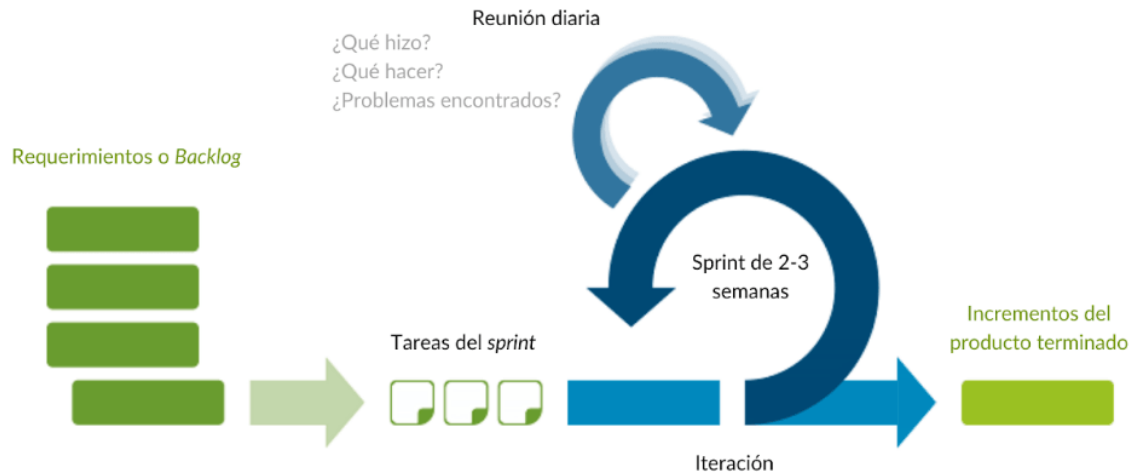 Reunión diaria
¿Qué hizo?
¿Qué hacer?
¿Problemas encontrados?
Requerimientos o Backlog
Sprint de 2-3
semanas
Tareas del sprint
Incrementos del
producto terminado
Iteración